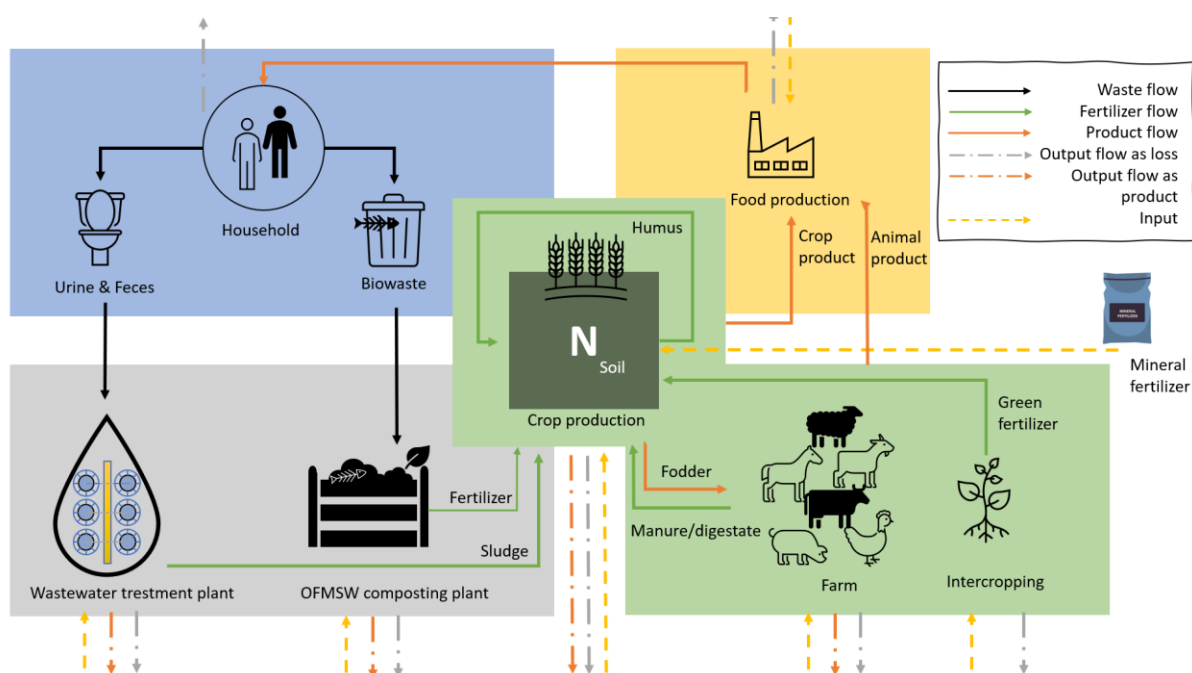 Waste flow
Fertilizer flow
Product flow
Output flow as loss
Output flow as
product
Input
Household
Urine & Feces
Biowaste
Food production
Crop
product
Animal
product
Humus
N
Soil
Crop production
MINERAL
FERTILIZER
Mineral
fertilizer
Green
fertilizer
Fodder
Manure/digestate
Fertilizer
Sludge
Wastewater trestment plant
OFMSW composting plant
Farm
Intercropping